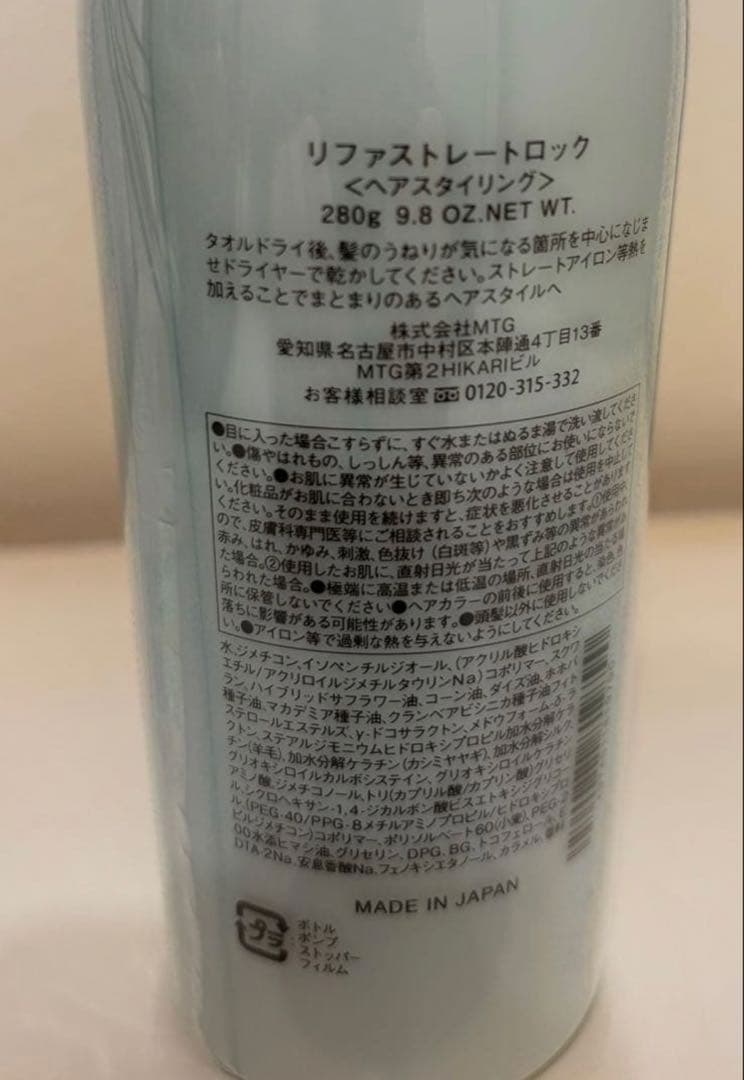 リファストレートロック
<ヘアスタイリング>
280g 9.8 OZ.NET WT.
タオルドライ後、髪のうねりが気になる箇所を中心になじま
せドライヤーで乾かしてください。ストレートアイロン等熱を
加えることでまとまりのあるヘアスタイルへ
株式会社MTG
愛知県名古屋市中村区本陣通4丁目13番
MTG第2HIKARIビル
お客様相談室 0120-315-332
●目に入った場合こすらずに、すぐ水またはぬるま湯で洗い流してくださ
い。●傷やはれもの、しっしん等、異常のある部位にお使いにならないで
ください。●お肌に異常が生じていないかよく注意して使用してくださ
い。化粧品がお肌に合わないとき即ち次のような場合は使用を中止して
ください。そのまま使用を続けますと、症状を悪化させることがあります
ので、皮膚科専門医等にご相談されることをおすすめします。①使用中、
赤み、はれ、かゆみ、刺激、色抜け(白斑等)や黒ずみ等の異常があらわれ
た場合。②使用したお肌に、直射日光が当たって上記のような異常があ
らわれた場合。●極端に高温または低温の場所、直射日光の当たる場
所に保管しないでください●ヘアカラーの前後に使用すると、染色、色
落ちに影響がある可能性があります。●頭髪以外に使用しないでくださ
い。●アイロン等で過剰な熱を与えないようにしてください。
水、ジメチコン、イソペンチルジオール、(アクリル酸ヒドロキシ
エチル/アクリロイルジメチルタウリンNa)コポリマー、スクワ
ラン、ハイブリッドサフラワー油、コーン油、ダイズ油、ホホバ
種子油、マカデミア種子油、クランベアビシニカ種子油フィト
ステロールエステルズ、γ-ドコサラクトン、メドウフォーム-δ-ラ
クトン、ステアルジモニウムヒドロキシプロピル加水分解ケラ
チン(羊毛)、加水分解ケラチン(カシミヤヤギ)、加水分解シルク、
グリオキシロイルカルボシステイン、グリオキシロイルケラチン
アミノ酸、ジメチコノール、トリ(カプリル酸/カプリン酸)グリセリ
ル、シクロヘキサン-1,4-ジカルボン酸ビスエトキシジグリコー
ル、(PEG-40/PPG-8メチルアミノプロピル/ヒドロキシプロ
ピルジメチコン)コポリマー、ポリソルベート60(小麦)、PEG-2
00水添ヒマシ油、グリセリン、DPG、BG、トコフェロール、E
DTA-2Na、安息香酸Na、フェノキシエタノール、カラメル、香料
MADE IN JAPAN
プラ
ボトル
ポンプ
ストッパー
フィルム